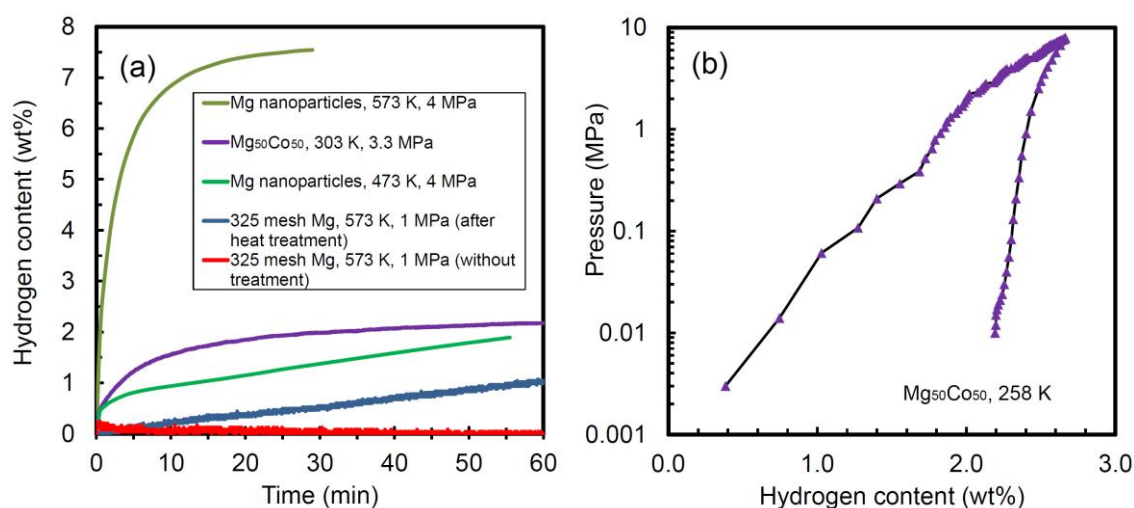 (a)
Hydrogen content (wt%)
8
7
6
5
4
3
2
1
0
Mg nanoparticles, 573 K, 4 MPa
Mg₅₀Co₅₀, 303 K, 3.3 MPa
Mg nanoparticles, 473 K, 4 MPa
325 mesh Mg, 573 K, 1 MPa (after
heat treatment)
325 mesh Mg, 573 K, 1 MPa (without
treatment)
0 10 20 30 40 50 60
Time (min)
(b)
Pressure (MPa)
10
1
0.1
0.01
0.001
Mg₅₀Co₅₀, 258 K
0.0 1.0 2.0 3.0
Hydrogen content (wt%)